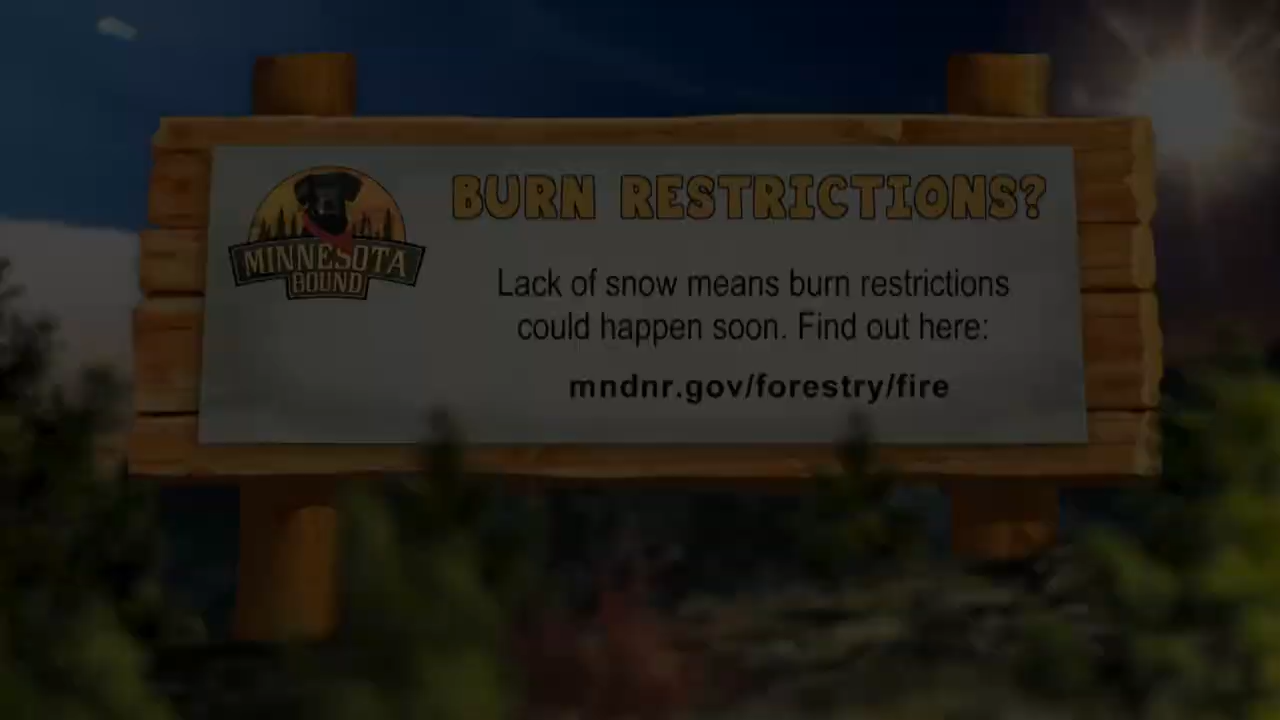 BURN RESTRICTIONS?
MINNESOTA
BOUND
Lack of snow means burn restrictions
could happen soon. Find out here:
mndnr.gov/forestry/fire